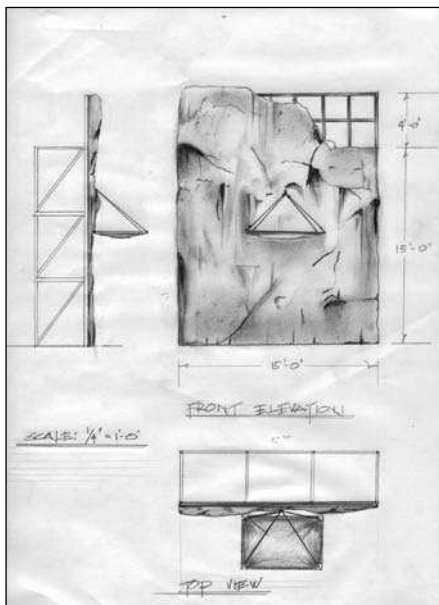 4'-0"
15'-0"
15'-0"
FRONT ELEVATION
SCALE: 1/4" = 1'-0"
TOP VIEW